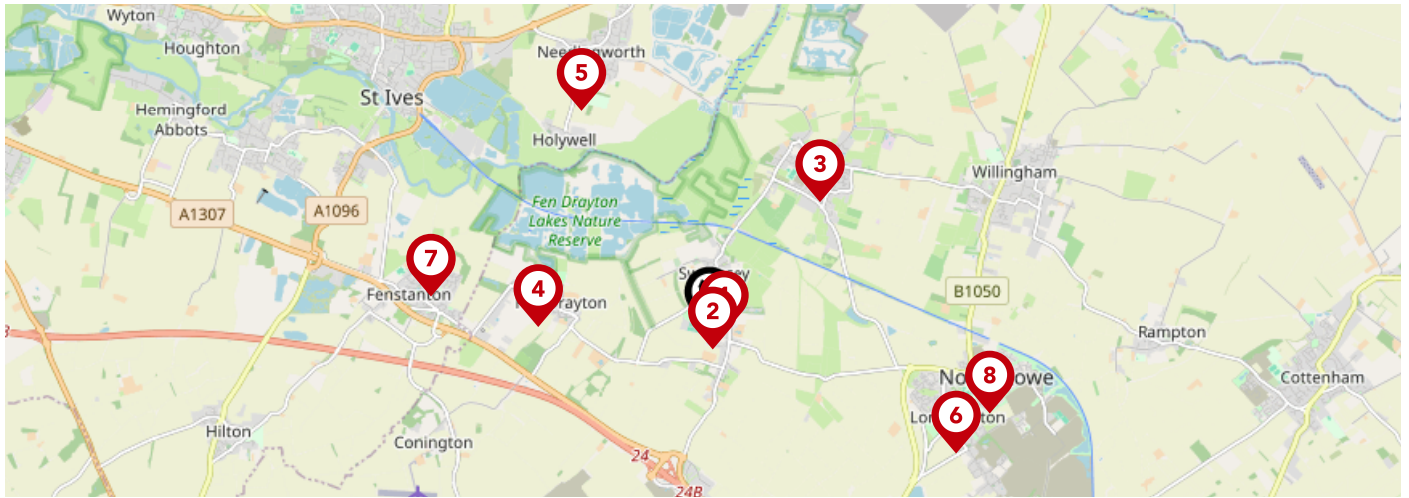 Wyton
Houghton
5
St Ives
Hemingford
Abbots
Holywell
3
Willingham
A1307
A1096
Fen Drayton
Lakes Nature
Reserve
7
4
2
B1050
Fenstanton
Rampton
8
Cottenham
6
Hilton
Conington
24
24B